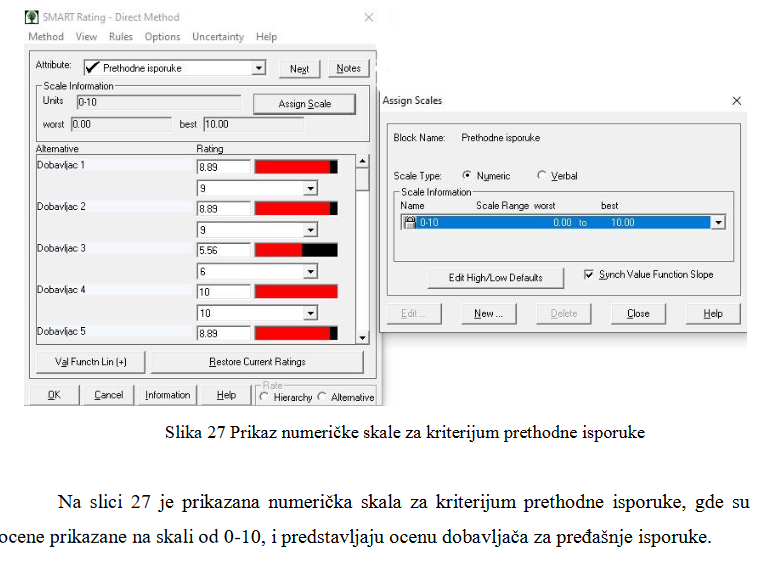 SMART Rating - Direct Method
Method View Rules Options Uncertainty Help
Attribute: Prethodne isporuke Next Notes
Scale Information
Units 0-10 Assign Scale
worst 0.00 best 10.00
Alternative Rating
Dobavljac 1 8.89
9
Dobavljac 2 8.89
9
Dobavljac 3 5.56
6
Dobavljac 4 10
10
Dobavljac 5 8.89
Val Functn Lin (+) Restore Current Ratings
OK Cancel Information Help Rate Hierarchy Alternative
Assign Scales
Block Name: Prethodne isporuke
Scale Type: Numeric Verbal
Scale Information
Name Scale Range worst best
0-10 0.00 to 10.00
Edit High/Low Defaults Synch Value Function Slope
Edit ... New ... Delete Close Help
Slika 27 Prikaz numeričke skale za kriterijum prethodne isporuke
Na slici 27 je prikazana numerička skala za kriterijum prethodne isporuke, gde su
ocene prikazane na skali od 0-10, i predstavljaju ocenu dobavljača za pređašnje isporuke.